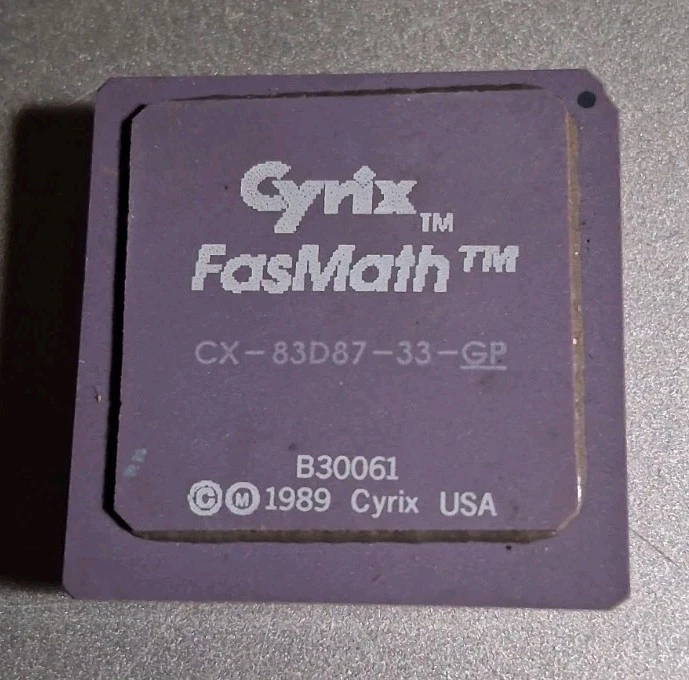 Cyrix™
FasMath™
CX-83D87-33-GP
B30061
©Ⓜ1989 Cyrix USA